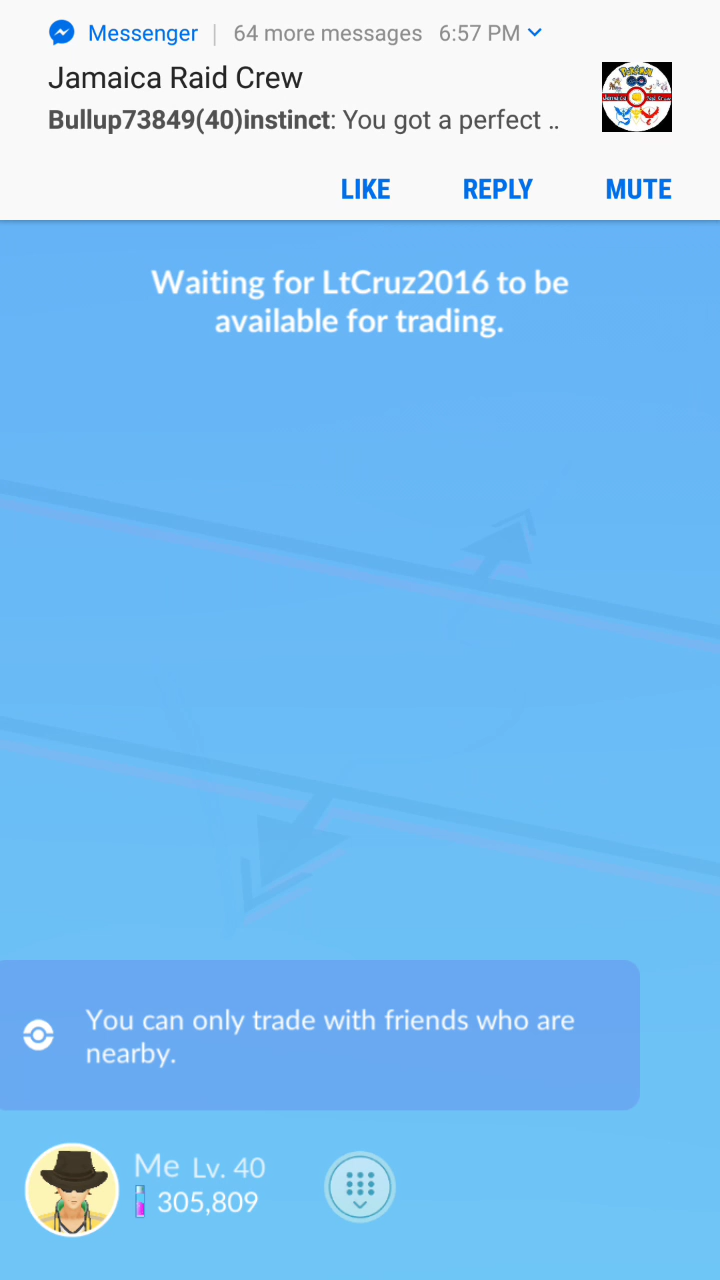 Messenger | 64 more messages 6:57 PM
Jamaica Raid Crew
Bullup73849(40)instinct: You got a perfect ..
LIKE REPLY MUTE
Waiting for LtCruz2016 to be
available for trading.
You can only trade with friends who are
nearby.
Me Lv. 40
305,809